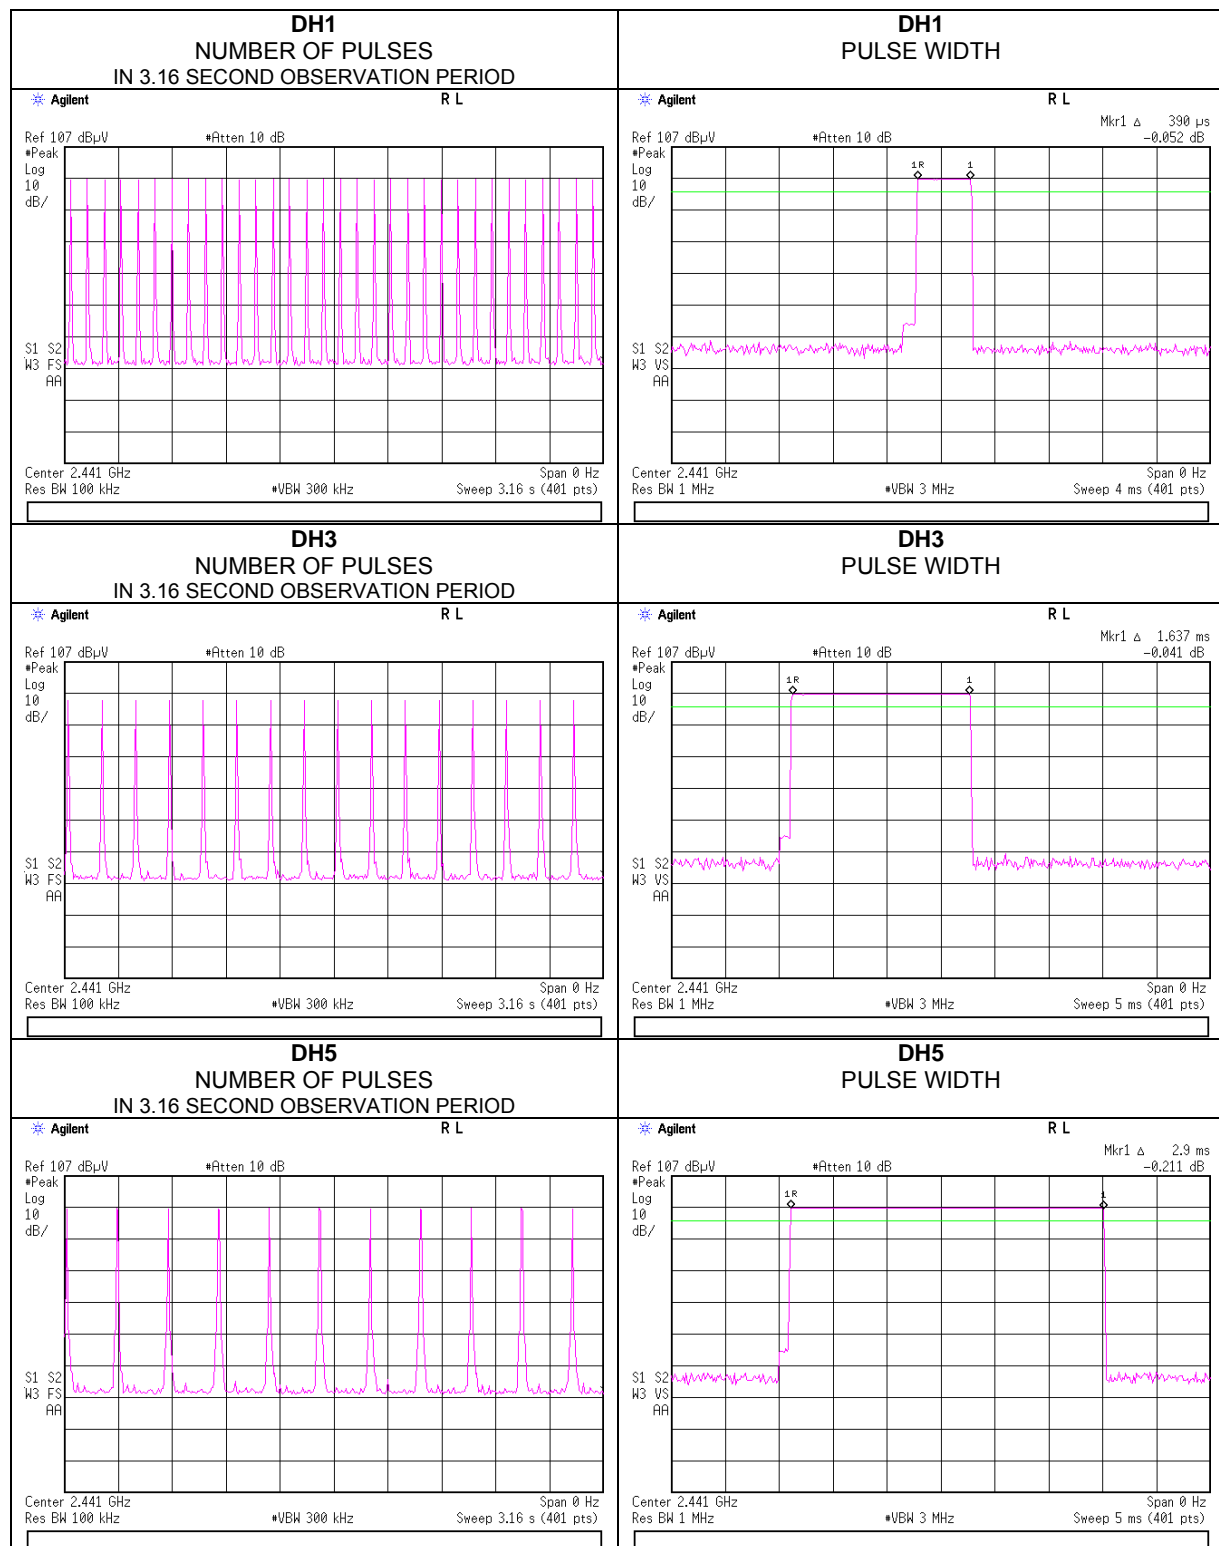 DH1
NUMBER OF PULSES
IN 3.16 SECOND OBSERVATION PERIOD
DH1
PULSE WIDTH
Agilent R L
Ref 107 dBµV #Atten 10 dB
#Peak
Log
10
dB/
S1 S2
W3 FS
AA
Center 2.441 GHz Span 0 Hz
Res BW 100 kHz #VBW 300 kHz Sweep 3.16 s (401 pts)
Agilent R L
Mkr1 Δ 390 µs
Ref 107 dBµV #Atten 10 dB -0.052 dB
#Peak
Log
10
dB/
1R 1
S1 S2
W3 VS
AA
Center 2.441 GHz Span 0 Hz
Res BW 1 MHz #VBW 3 MHz Sweep 4 ms (401 pts)
DH3
NUMBER OF PULSES
IN 3.16 SECOND OBSERVATION PERIOD
DH3
PULSE WIDTH
Agilent R L
Ref 107 dBµV #Atten 10 dB
#Peak
Log
10
dB/
S1 S2
W3 FS
AA
Center 2.441 GHz Span 0 Hz
Res BW 100 kHz #VBW 300 kHz Sweep 3.16 s (401 pts)
Agilent R L
Mkr1 Δ 1.637 ms
Ref 107 dBµV #Atten 10 dB -0.041 dB
#Peak
Log
10
dB/
1R 1
S1 S2
W3 VS
AA
Center 2.441 GHz Span 0 Hz
Res BW 1 MHz #VBW 3 MHz Sweep 5 ms (401 pts)
DH5
NUMBER OF PULSES
IN 3.16 SECOND OBSERVATION PERIOD
DH5
PULSE WIDTH
Agilent R L
Ref 107 dBµV #Atten 10 dB
#Peak
Log
10
dB/
S1 S2
W3 FS
AA
Center 2.441 GHz Span 0 Hz
Res BW 100 kHz #VBW 300 kHz Sweep 3.16 s (401 pts)
Agilent R L
Mkr1 Δ 2.9 ms
Ref 107 dBµV #Atten 10 dB -0.211 dB
#Peak
Log
10
dB/
1R 1
S1 S2
W3 VS
AA
Center 2.441 GHz Span 0 Hz
Res BW 1 MHz #VBW 3 MHz Sweep 5 ms (401 pts)